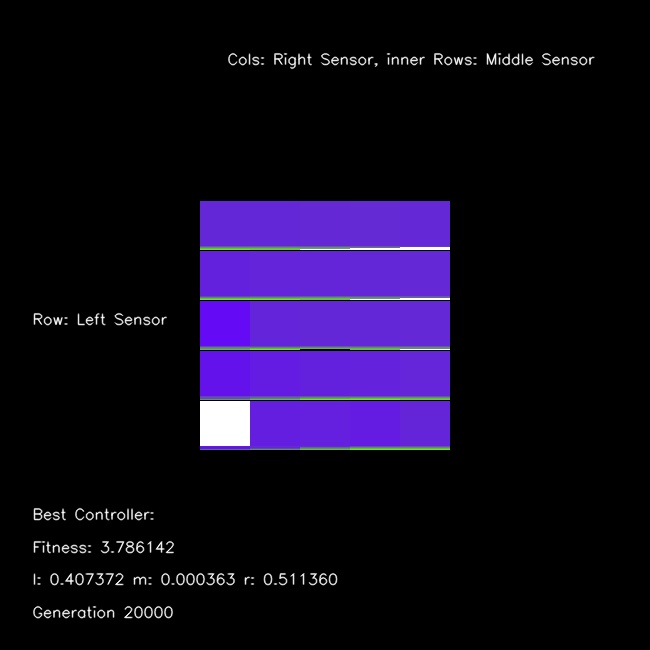 Cols: Right Sensor, inner Rows: Middle Sensor
Row: Left Sensor
Best Controller:
Fitness: 3.786142
l: 0.407372 m: 0.000363 r: 0.511360
Generation 20000